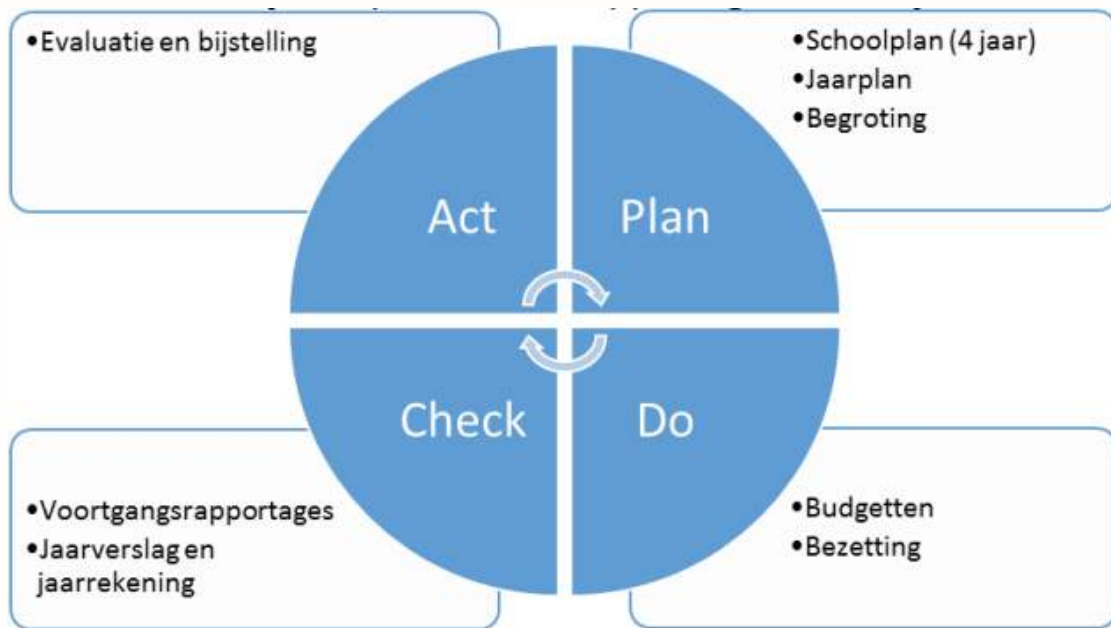 •Evaluatie en bijstelling
•Schoolplan (4 jaar)
•Jaarplan
•Begroting
Act
Plan
Check
Do
•Voortgangsrapportages
•Jaarverslag en
jaarrekening
•Budgetten
•Bezetting